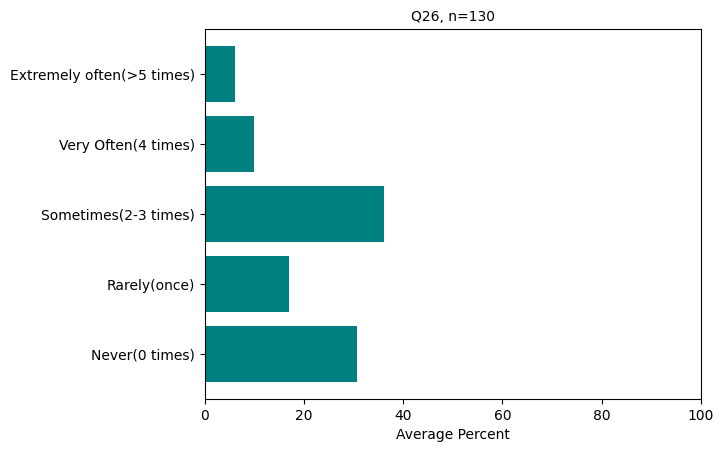 Q26, n=130
Extremely often(>5 times)
Very Often(4 times)
Sometimes(2-3 times)
Rarely(once)
Never(0 times)
0 20 40 60 80 100
Average Percent